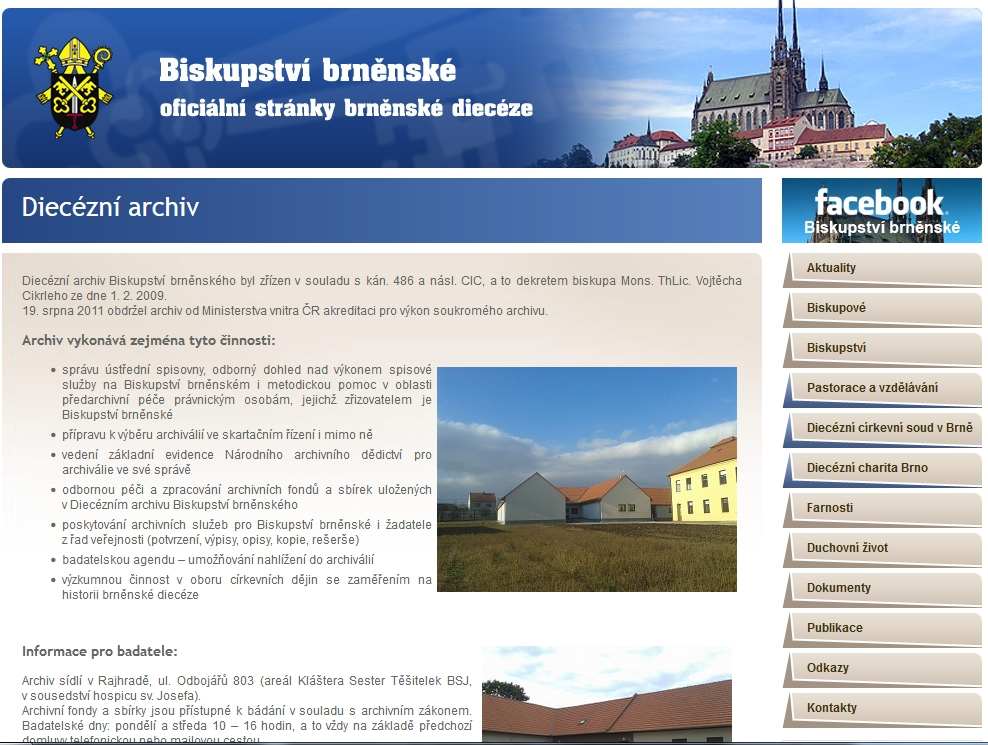 Biskupství brněnské
oficiální stránky brněnské diecéze
Diecézní archiv
facebook
Biskupství brněnské
Diecézní archiv Biskupství brněnského byl zřízen v souladu s kán. 486 a násl. CIC, a to dekretem biskupa Mons. ThLic. Vojtěcha
Cikrleho ze dne 1. 2. 2009.
19. srpna 2011 obdržel archiv od Ministerstva vnitra ČR akreditaci pro výkon soukromého archivu.
Archiv vykonává zejména tyto činnosti:
• správu ústřední spisovny, odborný dohled nad výkonem spisové
služby na Biskupství brněnském i metodickou pomoc v oblasti
předarchivní péče právnickým osobám, jejichž zřizovatelem je
Biskupství brněnské
• přípravu k výběru archiválií ve skartačním řízení i mimo ně
• vedení základní evidence Národního archivního dědictví pro
archiválie ve své správě
• odbornou péči a zpracování archivních fondů a sbírek uložených
v Diecézním archivu Biskupství brněnského
• poskytování archivních služeb pro Biskupství brněnské i žadatele
z řad veřejnosti (potvrzení, výpisy, opisy, kopie, rešerše)
• badatelskou agendu – umožňování nahlížení do archiválií
• výzkumnou činnost v oboru církevních dějin se zaměřením na
historii brněnské diecéze
Informace pro badatele:
Archiv sídlí v Rajhradě, ul. Odbojářů 803 (areál Kláštera Sester Těšitelek BSJ,
v sousedství hospicu sv. Josefa).
Archivní fondy a sbírky jsou přístupné k bádání v souladu s archivním zákonem.
Badatelské dny: pondělí a středa 10 – 16 hodin, a to vždy na základě předchozí
domluvy telefonickou nebo mailovou cestou.
Aktuality
Biskupové
Biskupství
Pastorace a vzdělávání
Diecézní církevní soud v Brně
Diecézní charita Brno
Farnosti
Duchovní život
Dokumenty
Publikace
Odkazy
Kontakty